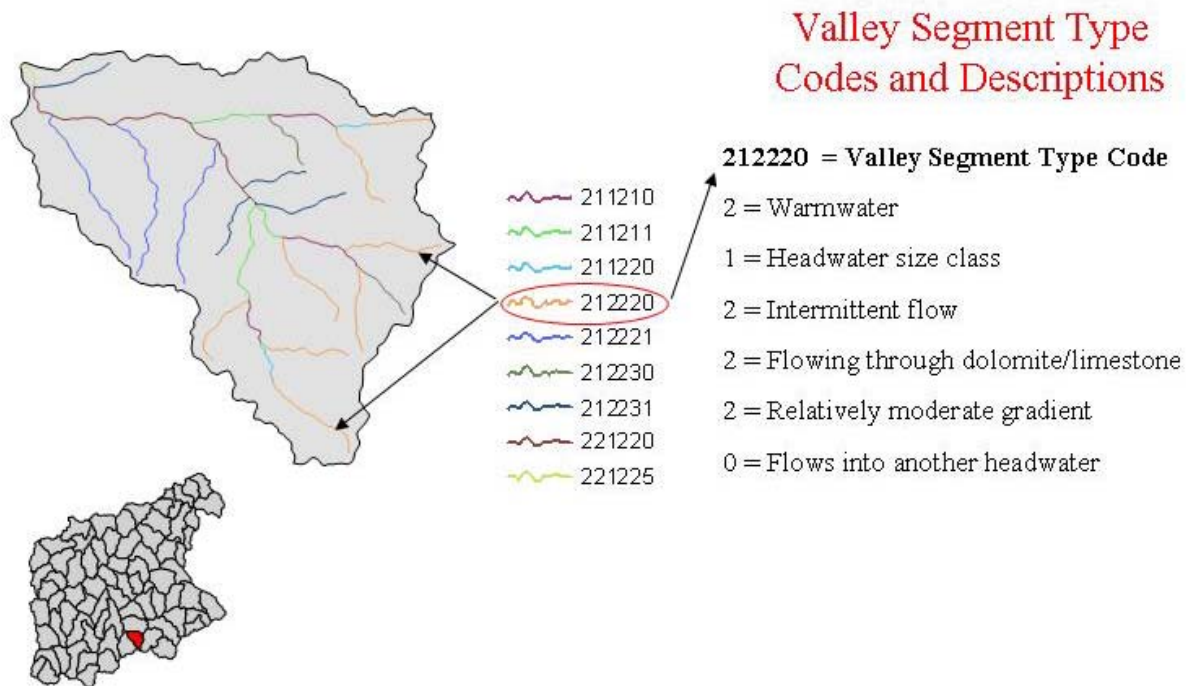 Valley Segment Type
Codes and Descriptions
212220 = Valley Segment Type Code
2 = Warmwater
1 = Headwater size class
2 = Intermittent flow
2 = Flowing through dolomite/limestone
2 = Relatively moderate gradient
0 = Flows into another headwater
211210
211211
211220
212220
212221
212230
212231
221220
221225